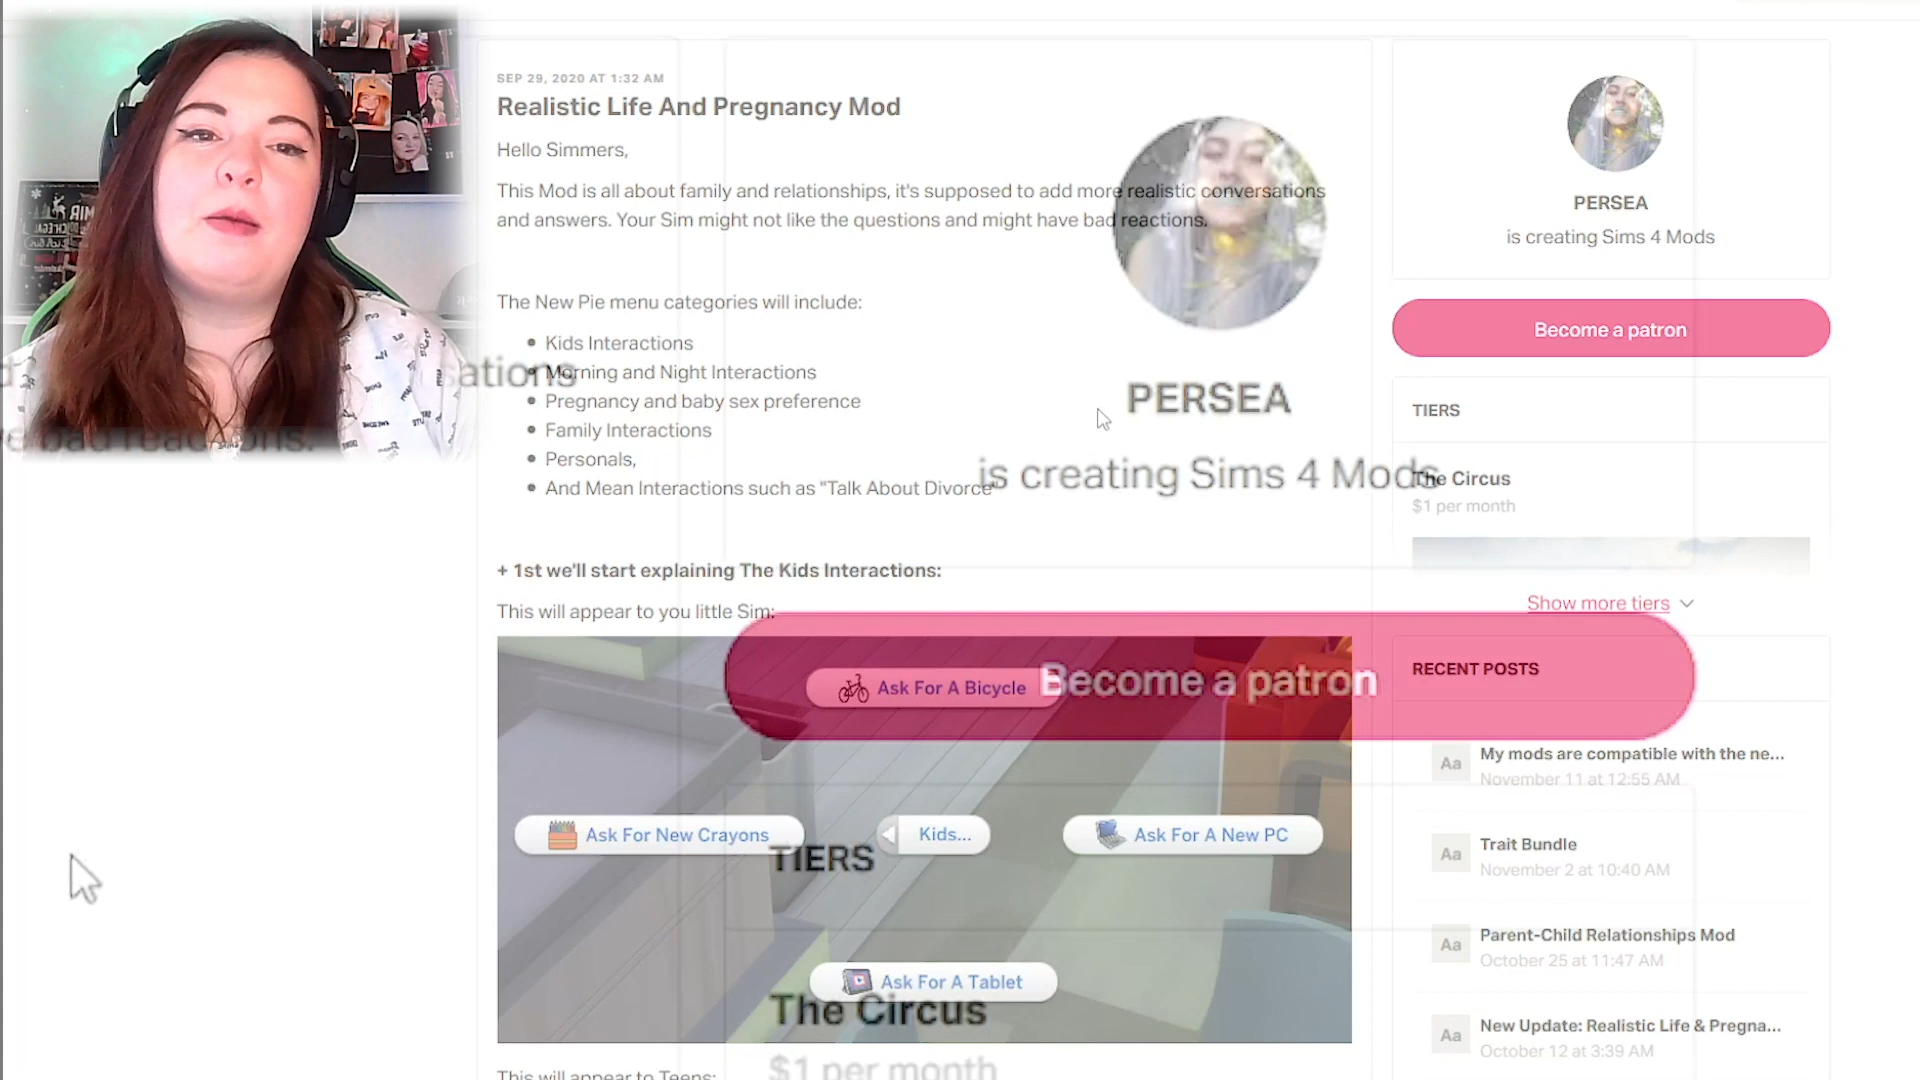 SEP 29, 2020 AT 1:32 AM
Realistic Life And Pregnancy Mod
Hello Simmers,
This Mod is all about family and relationships, it's supposed to add more realistic conversations
and answers. Your Sim might not like the questions and might have bad reactions.
The New Pie menu categories will include:
Kids Interactions
Morning and Night Interactions
Pregnancy and baby sex preference
Family Interactions
Personals,
And Mean Interactions such as "Talk About Divorce"
+ 1st we'll start explaining The Kids Interactions:
This will appear to you little Sim:
Ask For A Bicycle
Ask For New Crayons
Kids...
Ask For A New PC
Ask For A Tablet
This will appear to Teens:
ations
bad reactions.
PERSEA
is creating Sims 4 Mods
Become a patron
TIERS
The Circus
$1 per month
PERSEA
is creating Sims 4 Mods
Become a patron
TIERS
The Circus
$1 per month
Show more tiers
RECENT POSTS
Aa
My mods are compatible with the ne...
November 11 at 12:55 AM
Aa
Trait Bundle
November 2 at 10:40 AM
Aa
Parent-Child Relationships Mod
October 25 at 11:47 AM
Aa
New Update: Realistic Life & Pregna...
October 12 at 3:39 AM